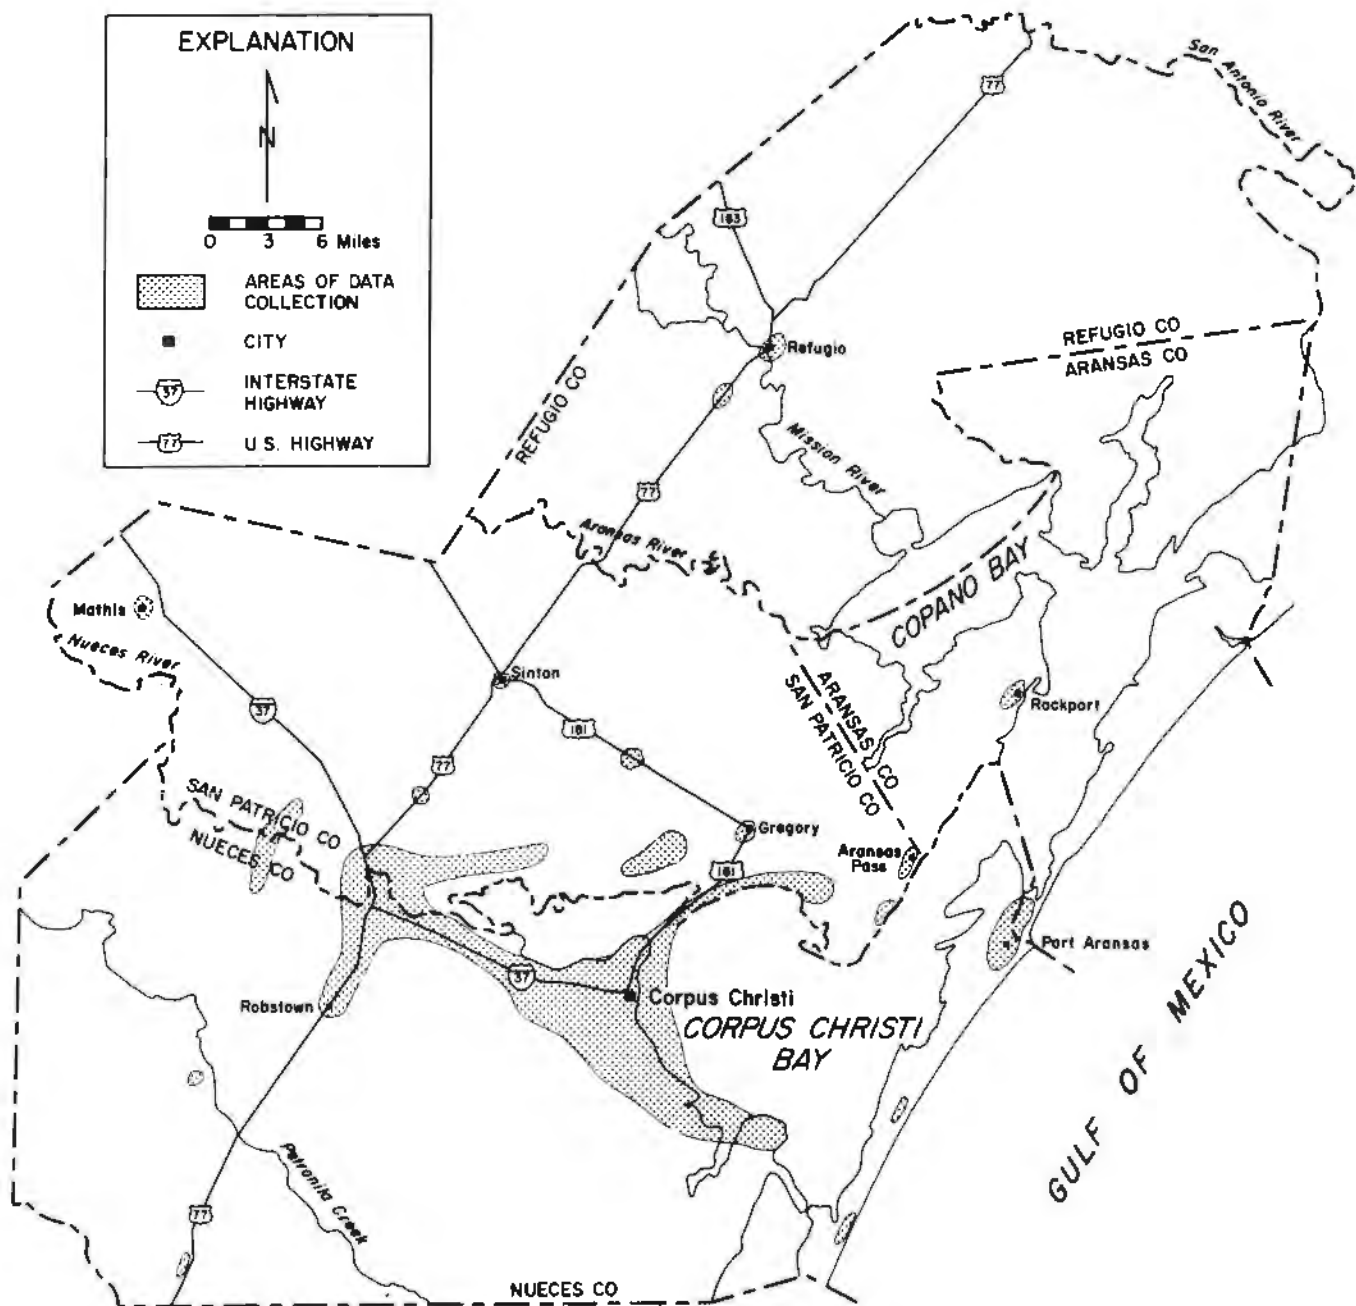 EXPLANATION
N
0 3 6 Miles
AREAS OF DATA
COLLECTION
CITY
37
INTERSTATE
HIGHWAY
77
U.S. HIGHWAY
San Antonio River
77
183
REFUGIO CO
ARANSAS CO
Refugio
REFUGIO CO
Mission River
77
Aransas River
COPANO BAY
Mathis
Nueces River
Sinton
ARANSAS CO
SAN PATRICIO CO
Rockport
37
181
77
SAN PATRICIO CO
NUECES CO
Gregory
Aransas
Pass
181
Port Aransas
37
Robstown
Corpus Christi
CORPUS CHRISTI
BAY
GULF OF MEXICO
Petronila Creek
77
NUECES CO